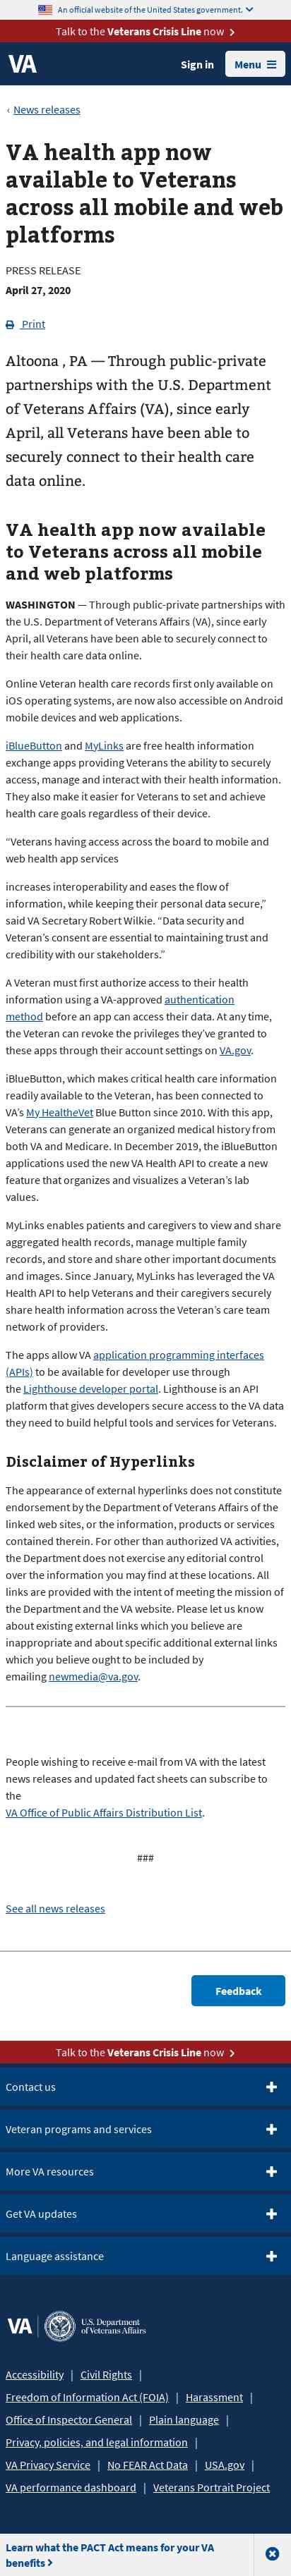 An official website of the United States government.
Talk to the Veterans Crisis Line now
VA
Sign in
Menu
‹ News releases
VA health app now
available to Veterans
across all mobile and web
platforms
PRESS RELEASE
April 27, 2020
Print
Altoona , PA — Through public-private
partnerships with the U.S. Department
of Veterans Affairs (VA), since early
April, all Veterans have been able to
securely connect to their health care
data online.
VA health app now available
to Veterans across all mobile
and web platforms
WASHINGTON — Through public-private partnerships with
the U.S. Department of Veterans Affairs (VA), since early
April, all Veterans have been able to securely connect to
their health care data online.
Online Veteran health care records first only available on
iOS operating systems, are now also accessible on Android
mobile devices and web applications.
iBlueButton and MyLinks are free health information
exchange apps providing Veterans the ability to securely
access, manage and interact with their health information.
They also make it easier for Veterans to set and achieve
health care goals regardless of their device.
“Veterans having access across the board to mobile and
web health app services
increases interoperability and eases the flow of
information, while keeping their personal data secure,”
said VA Secretary Robert Wilkie. “Data security and
Veteran’s consent are essential to maintaining trust and
credibility with our stakeholders.”
A Veteran must first authorize access to their health
information using a VA-approved authentication
method before an app can access their data. At any time,
the Veteran can revoke the privileges they’ve granted to
these apps through their account settings on VA.gov.
iBlueButton, which makes critical health care information
readily available to the Veteran, has been connected to
VA’s My HealtheVet Blue Button since 2010. With this app,
Veterans can generate an organized medical history from
both VA and Medicare. In December 2019, the iBlueButton
applications used the new VA Health API to create a new
feature that organizes and visualizes a Veteran’s lab
values.
MyLinks enables patients and caregivers to view and share
aggregated health records, manage multiple family
records, and store and share other important documents
and images. Since January, MyLinks has leveraged the VA
Health API to help Veterans and their caregivers securely
share health information across the Veteran’s care team
network of providers.
The apps allow VA application programming interfaces
(APIs) to be available for developer use through
the Lighthouse developer portal. Lighthouse is an API
platform that gives developers secure access to the VA data
they need to build helpful tools and services for Veterans.
Disclaimer of Hyperlinks
The appearance of external hyperlinks does not constitute
endorsement by the Department of Veterans Affairs of the
linked web sites, or the information, products or services
contained therein. For other than authorized VA activities,
the Department does not exercise any editorial control
over the information you may find at these locations. All
links are provided with the intent of meeting the mission of
the Department and the VA website. Please let us know
about existing external links which you believe are
inappropriate and about specific additional external links
which you believe ought to be included by
emailing newmedia@va.gov.
People wishing to receive e-mail from VA with the latest
news releases and updated fact sheets can subscribe to
the
VA Office of Public Affairs Distribution List.
###
See all news releases
Feedback
Talk to the Veterans Crisis Line now
Contact us
Veteran programs and services
More VA resources
Get VA updates
Language assistance
VA U.S. Department
of Veterans Affairs
Accessibility | Civil Rights |
Freedom of Information Act (FOIA) | Harassment |
Office of Inspector General | Plain language |
Privacy, policies, and legal information |
VA Privacy Service | No FEAR Act Data | USA.gov |
VA performance dashboard | Veterans Portrait Project
Learn what the PACT Act means for your VA
benefits